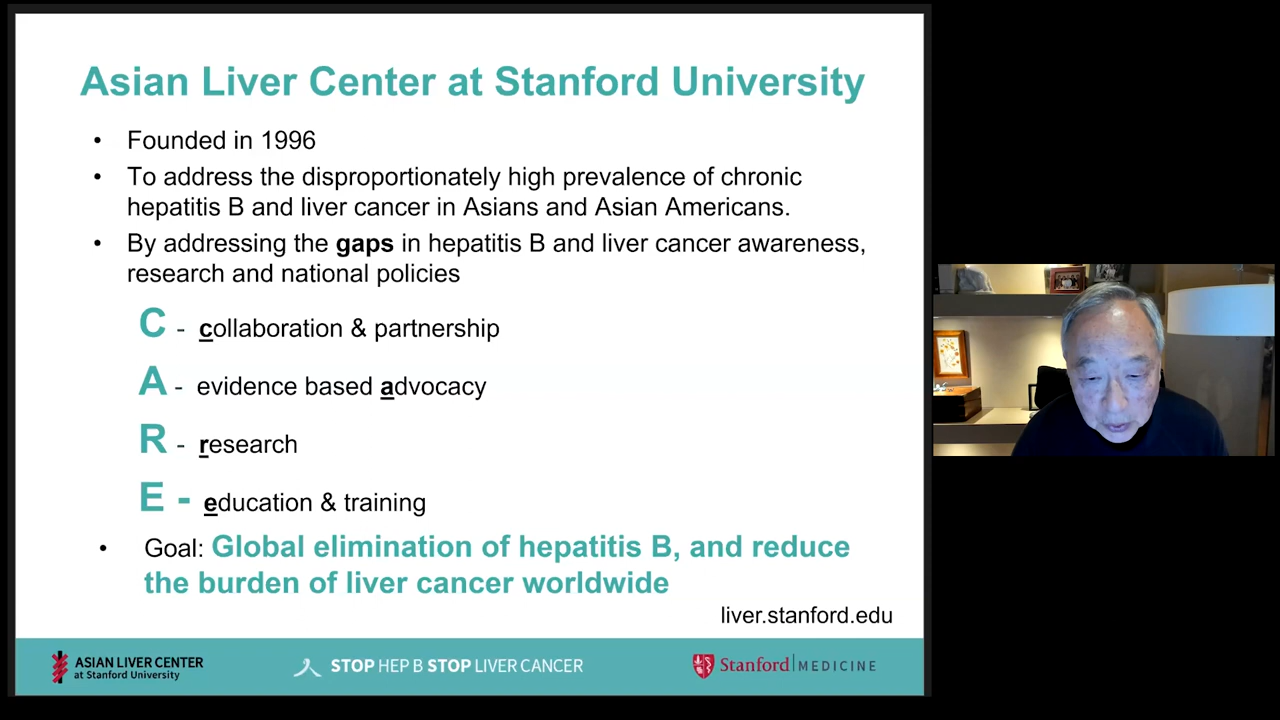 Asian Liver Center at Stanford University
• Founded in 1996
• To address the disproportionately high prevalence of chronic
hepatitis B and liver cancer in Asians and Asian Americans.
• By addressing the gaps in hepatitis B and liver cancer awareness,
research and national policies
C - collaboration & partnership
A - evidence based advocacy
R - research
E - education & training
• Goal: Global elimination of hepatitis B, and reduce
the burden of liver cancer worldwide
liver.stanford.edu
ASIAN LIVER CENTER
at Stanford University
STOP HEP B STOP LIVER CANCER
Stanford MEDICINE